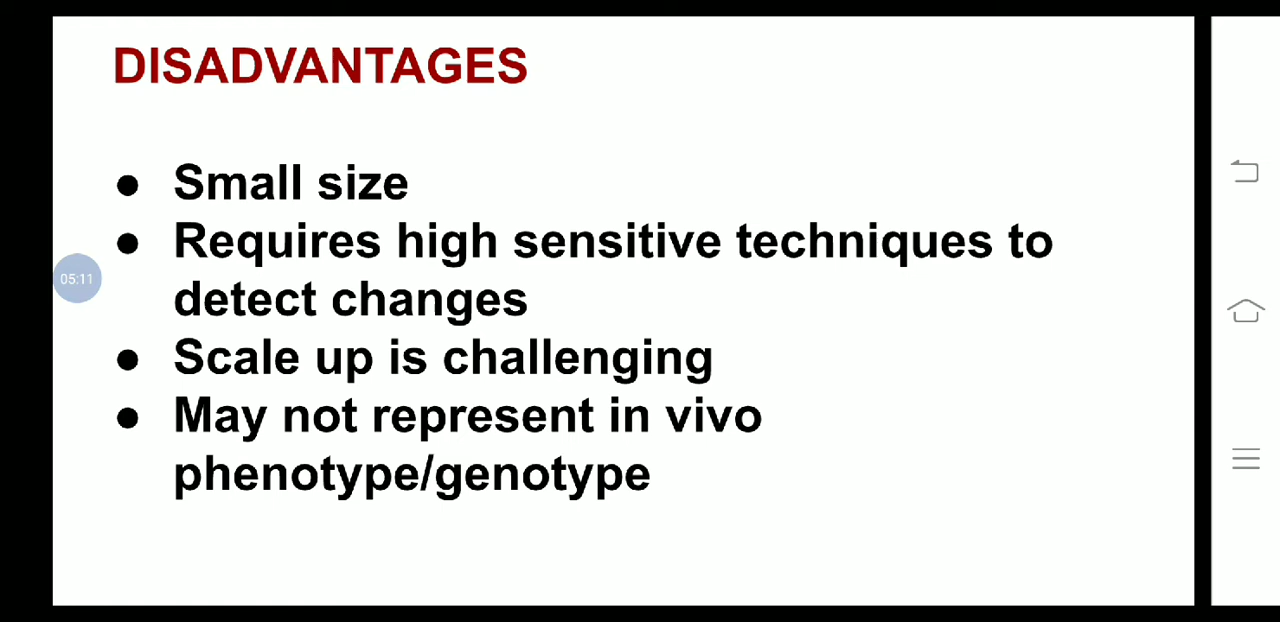 DISADVANTAGES
● Small size
● Requires high sensitive techniques to
detect changes
05:11
● Scale up is challenging
● May not represent in vivo
phenotype/genotype